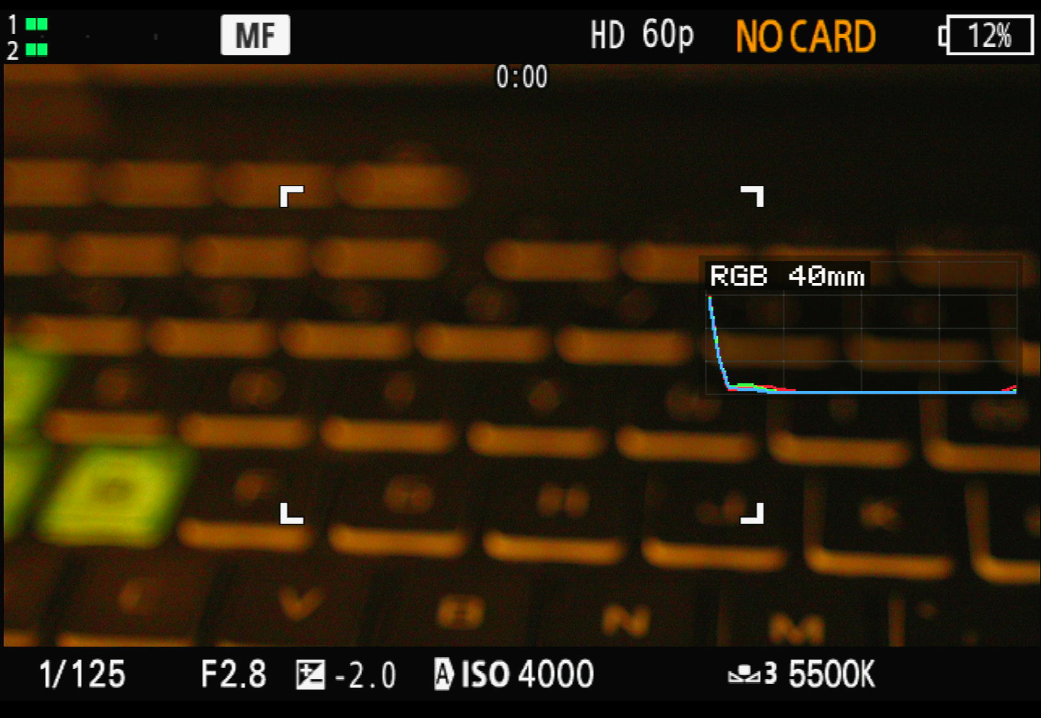 1
2
MF
HD 60p
NO CARD
12%
0:00
RGB 40mm
1/125
F2.8
-2.0
A ISO 4000
3 5500K
V
B
N
M